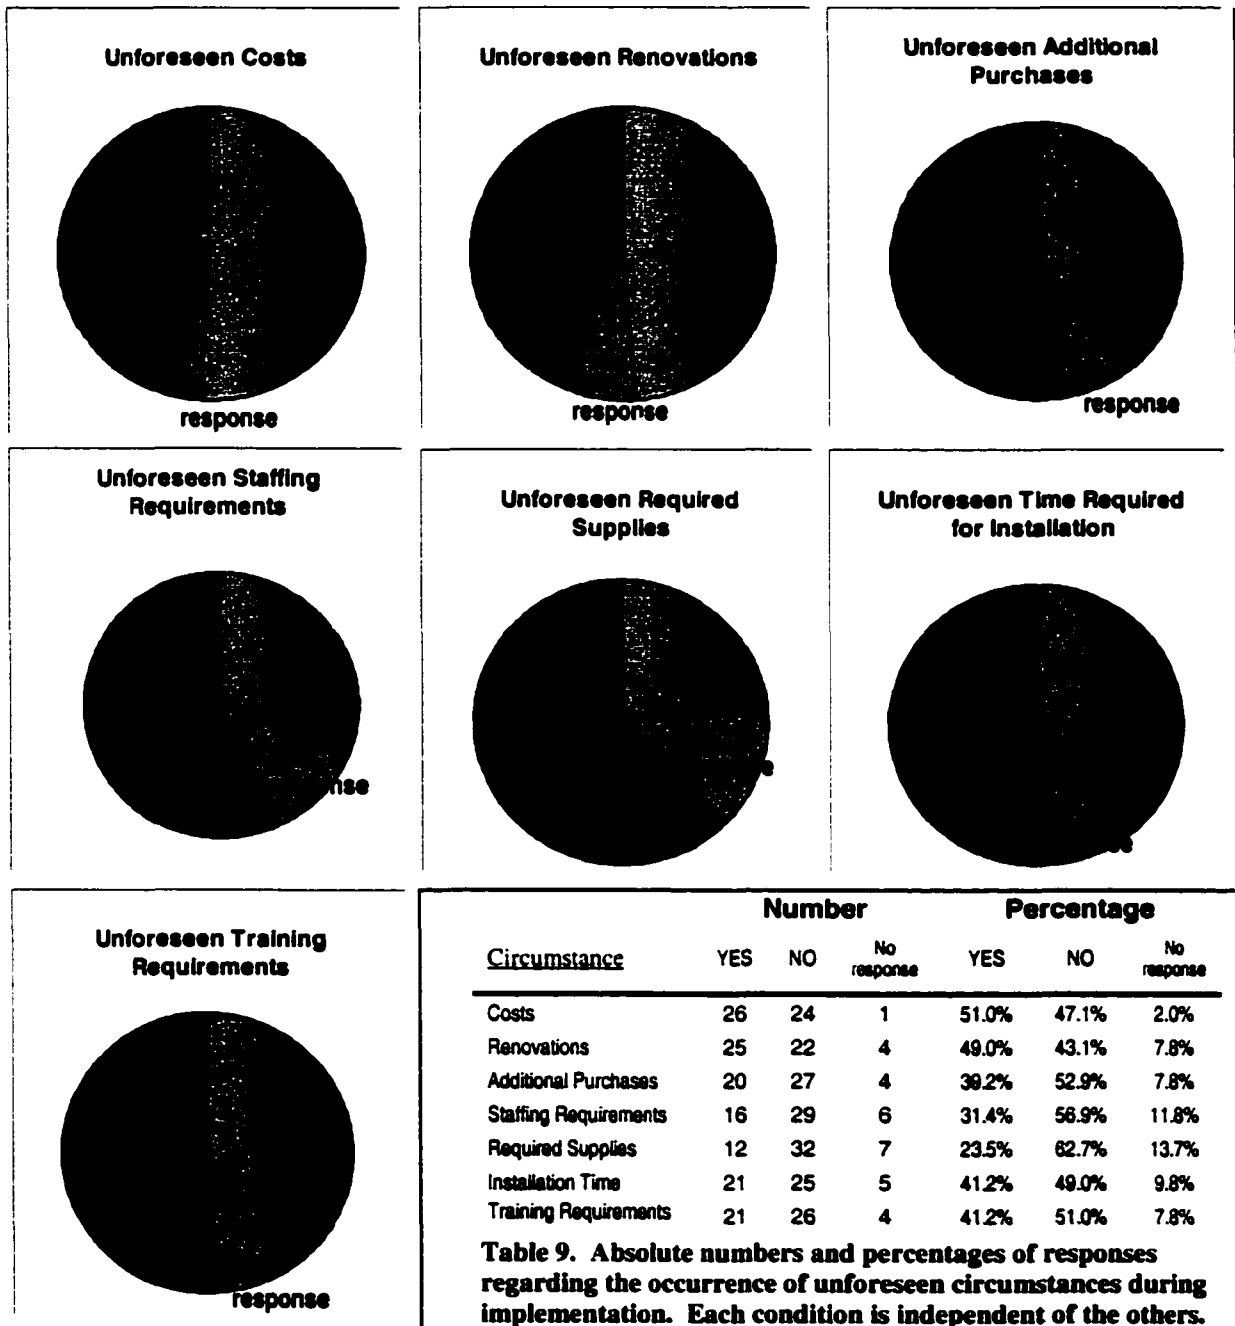 Unforeseen Costs
response
Unforeseen Renovations
response
Unforeseen Additional
Purchases
response
Unforeseen Staffing
Requirements
nse
Unforeseen Required
Supplies
e
Unforeseen Time Required
for Installation
se
Unforeseen Training
Requirements
response
Number Percentage
Circumstance YES NO No response YES NO No response
Costs 26 24 1 51.0% 47.1% 2.0%
Renovations 25 22 4 49.0% 43.1% 7.8%
Additional Purchases 20 27 4 39.2% 52.9% 7.8%
Staffing Requirements 16 29 6 31.4% 56.9% 11.8%
Required Supplies 12 32 7 23.5% 62.7% 13.7%
Installation Time 21 25 5 41.2% 49.0% 9.8%
Training Requirements 21 26 4 41.2% 51.0% 7.8%
Table 9. Absolute numbers and percentages of responses
regarding the occurrence of unforeseen circumstances during
implementation. Each condition is independent of the others.